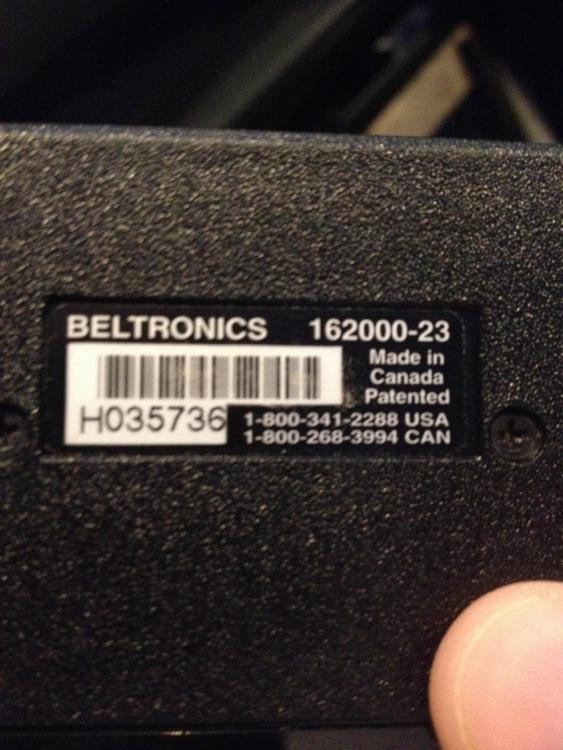 BELTRONICS 162000-23
Made in
Canada
Patented
H035736
1-800-341-2288 USA
1-800-268-3994 CAN